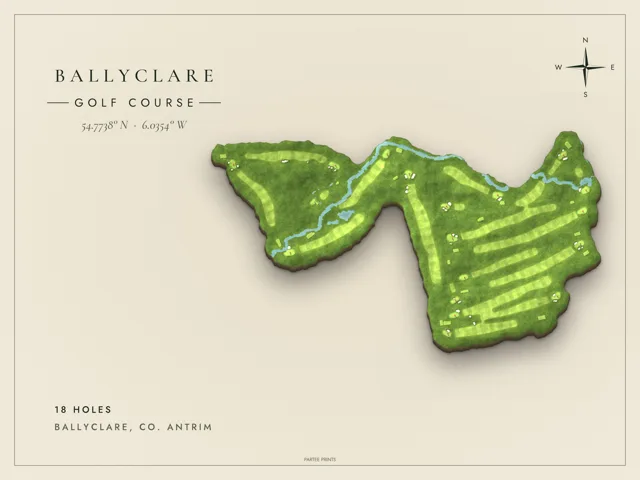 BALLYCLARE
GOLF COURSE
54.7738° N · 6.0354° W
N
W E
S
18 HOLES
BALLYCLARE, CO. ANTRIM
PARTEE PRINTS